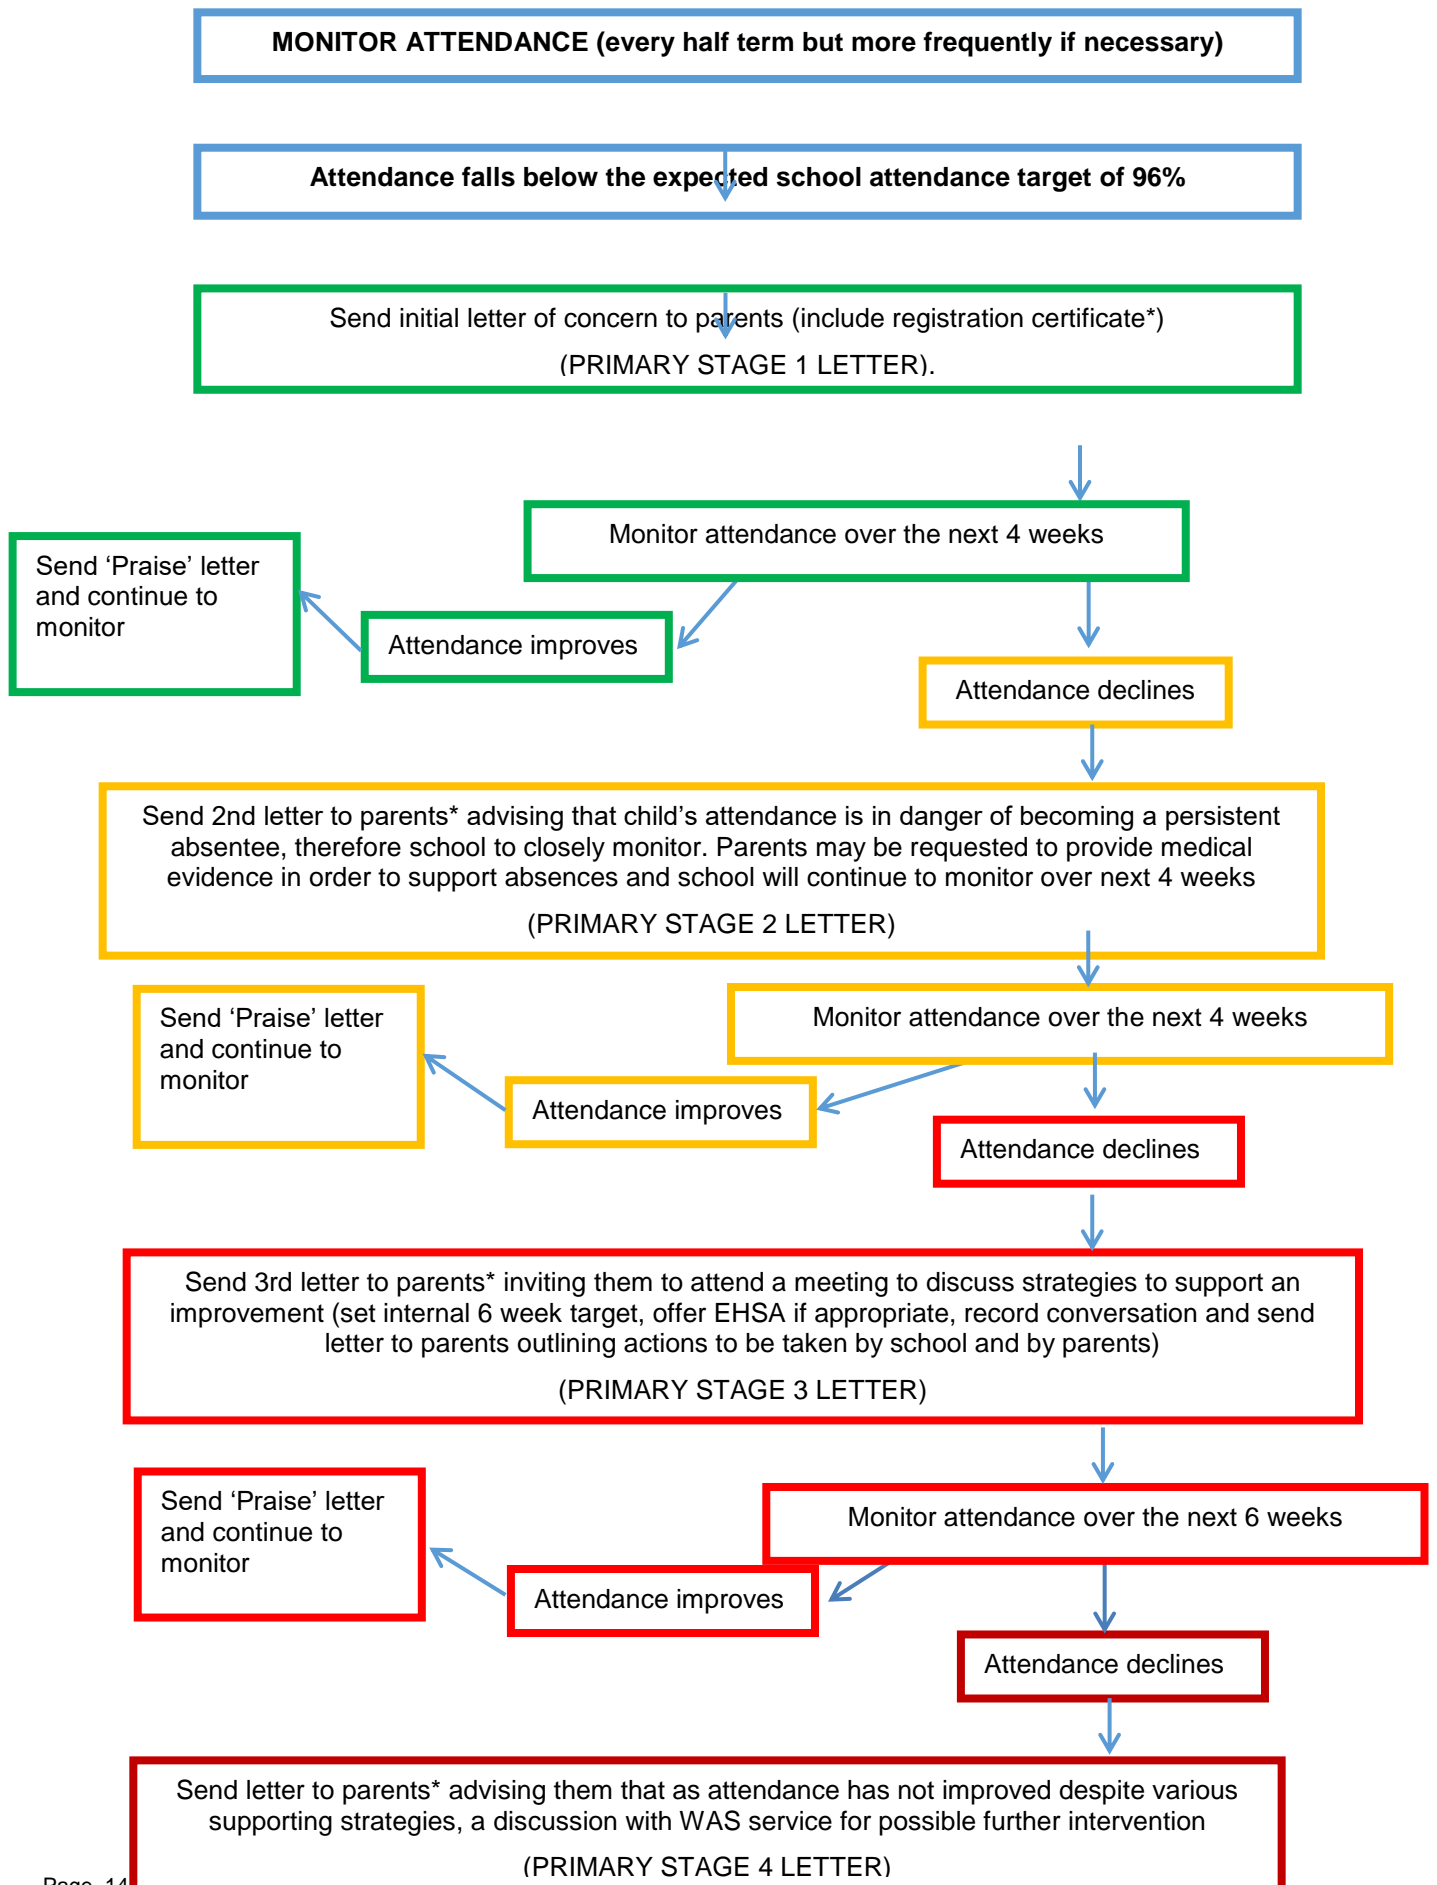 MONITOR ATTENDANCE (every half term but more frequently if necessary)
Attendance falls below the expected school attendance target of 96%
Send initial letter of concern to parents (include registration certificate*)
(PRIMARY STAGE 1 LETTER).
Monitor attendance over the next 4 weeks
Send ‘Praise’ letter
and continue to
monitor
Attendance improves
Attendance declines
Send 2nd letter to parents* advising that child’s attendance is in danger of becoming a persistent
absentee, therefore school to closely monitor. Parents may be requested to provide medical
evidence in order to support absences and school will continue to monitor over next 4 weeks
(PRIMARY STAGE 2 LETTER)
Monitor attendance over the next 4 weeks
Send ‘Praise’ letter
and continue to
monitor
Attendance improves
Attendance declines
Send 3rd letter to parents* inviting them to attend a meeting to discuss strategies to support an
improvement (set internal 6 week target, offer EHSA if appropriate, record conversation and send
letter to parents outlining actions to be taken by school and by parents)
(PRIMARY STAGE 3 LETTER)
Monitor attendance over the next 6 weeks
Send ‘Praise’ letter
and continue to
monitor
Attendance improves
Attendance declines
Send letter to parents* advising them that as attendance has not improved despite various
supporting strategies, a discussion with WAS service for possible further intervention
(PRIMARY STAGE 4 LETTER)
Page 14